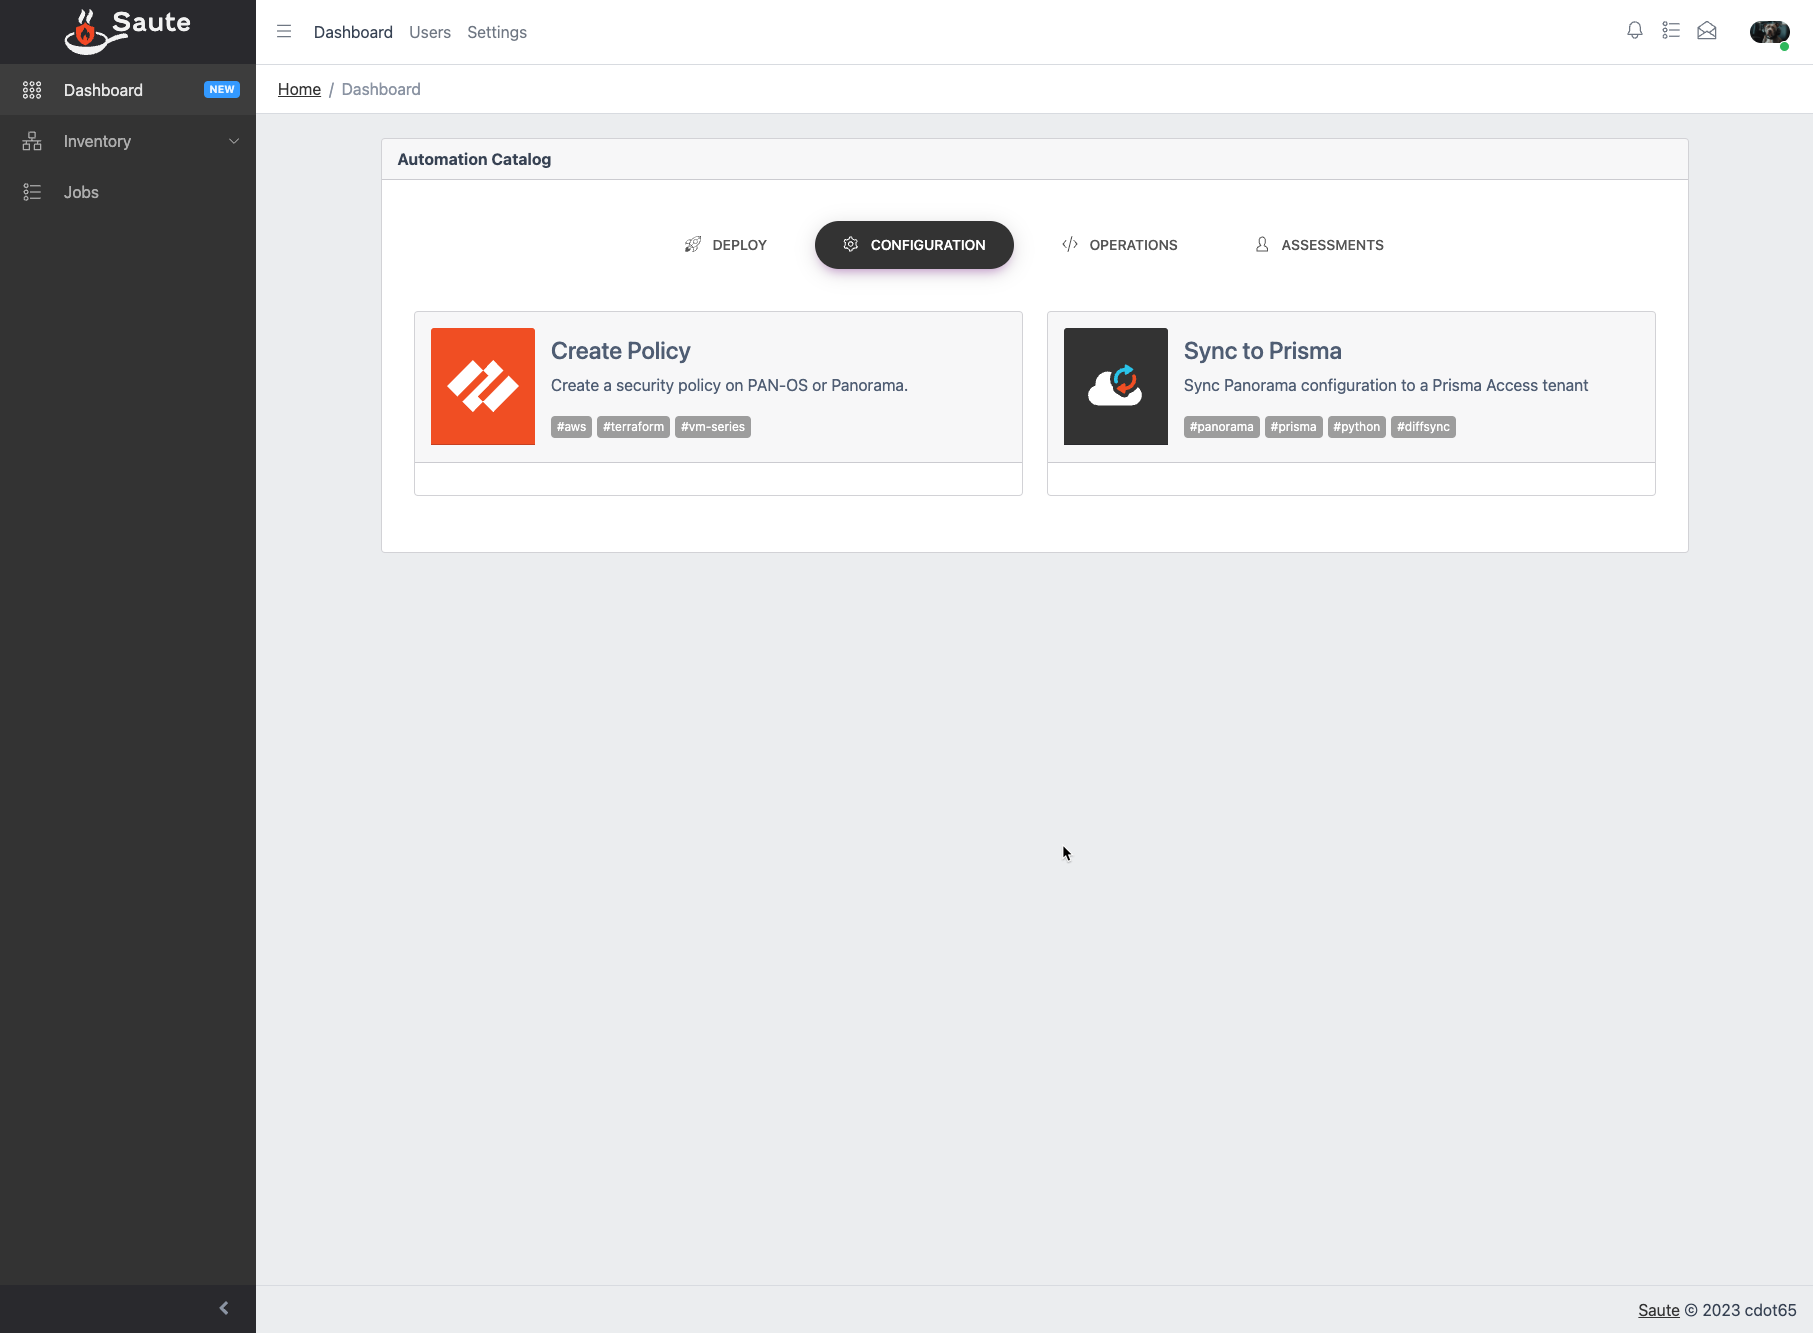 Saute
Dashboard NEW
Inventory
Jobs
Dashboard Users Settings
Home / Dashboard
Automation Catalog
DEPLOY CONFIGURATION OPERATIONS ASSESSMENTS
Create Policy
Create a security policy on PAN-OS or Panorama.
#aws #terraform #vm-series
Sync to Prisma
Sync Panorama configuration to a Prisma Access tenant
#panorama #prisma #python #diffsync
Saute © 2023 cdot65